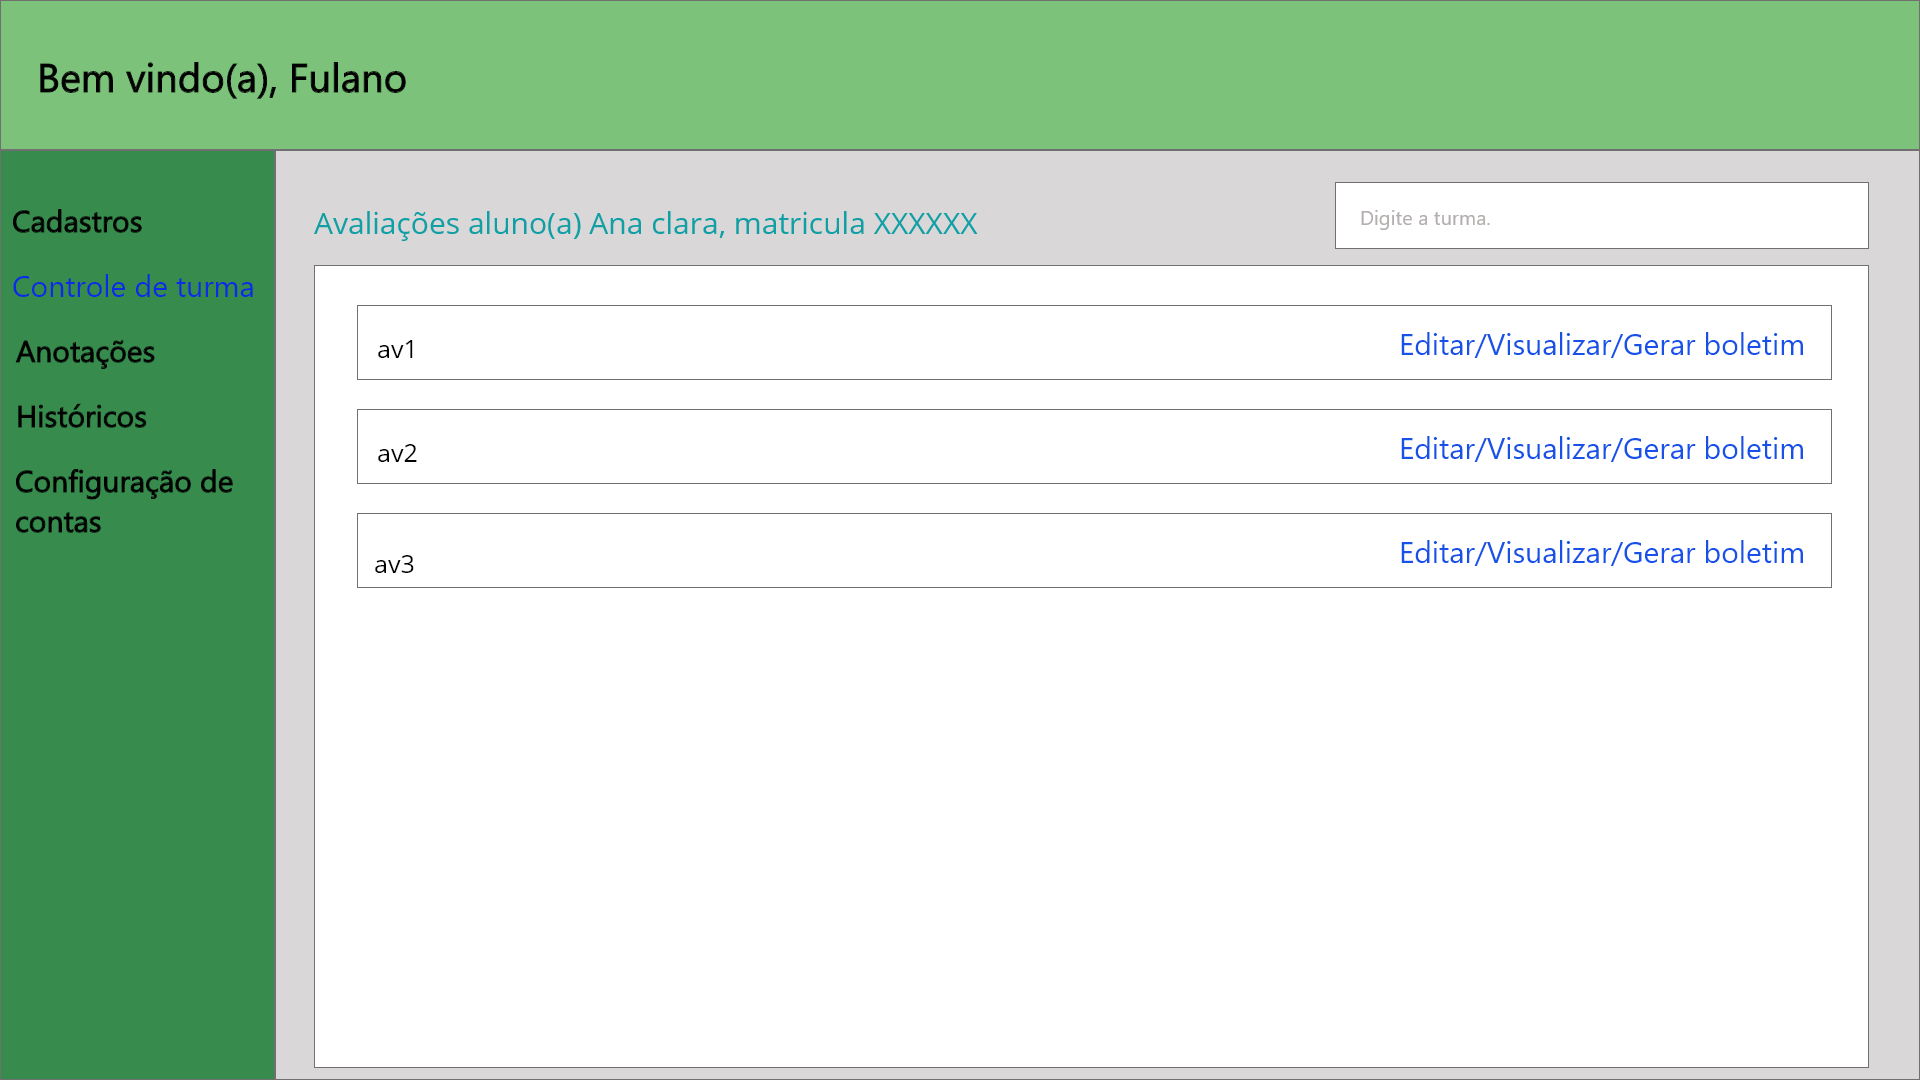 Bem vindo(a), Fulano
Cadastros
Controle de turma
Anotações
Históricos
Configuração de
contas
Avaliações aluno(a) Ana clara, matricula XXXXXX
Digite a turma.
av1 Editar/Visualizar/Gerar boletim
av2 Editar/Visualizar/Gerar boletim
av3 Editar/Visualizar/Gerar boletim